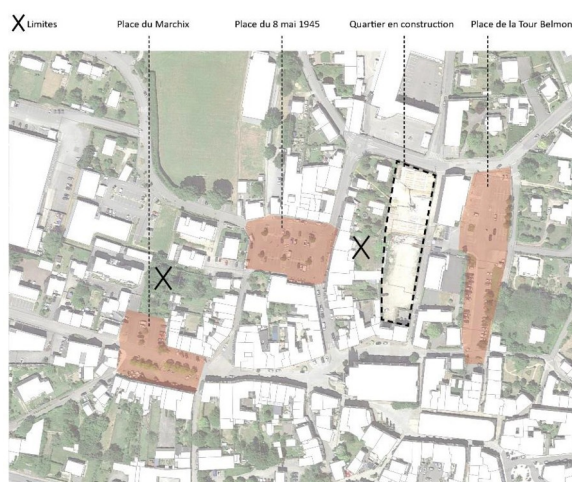 X Limites
Place du Marchix
Place du 8 mai 1945
Quartier en construction
Place de la Tour Belmon
X
X